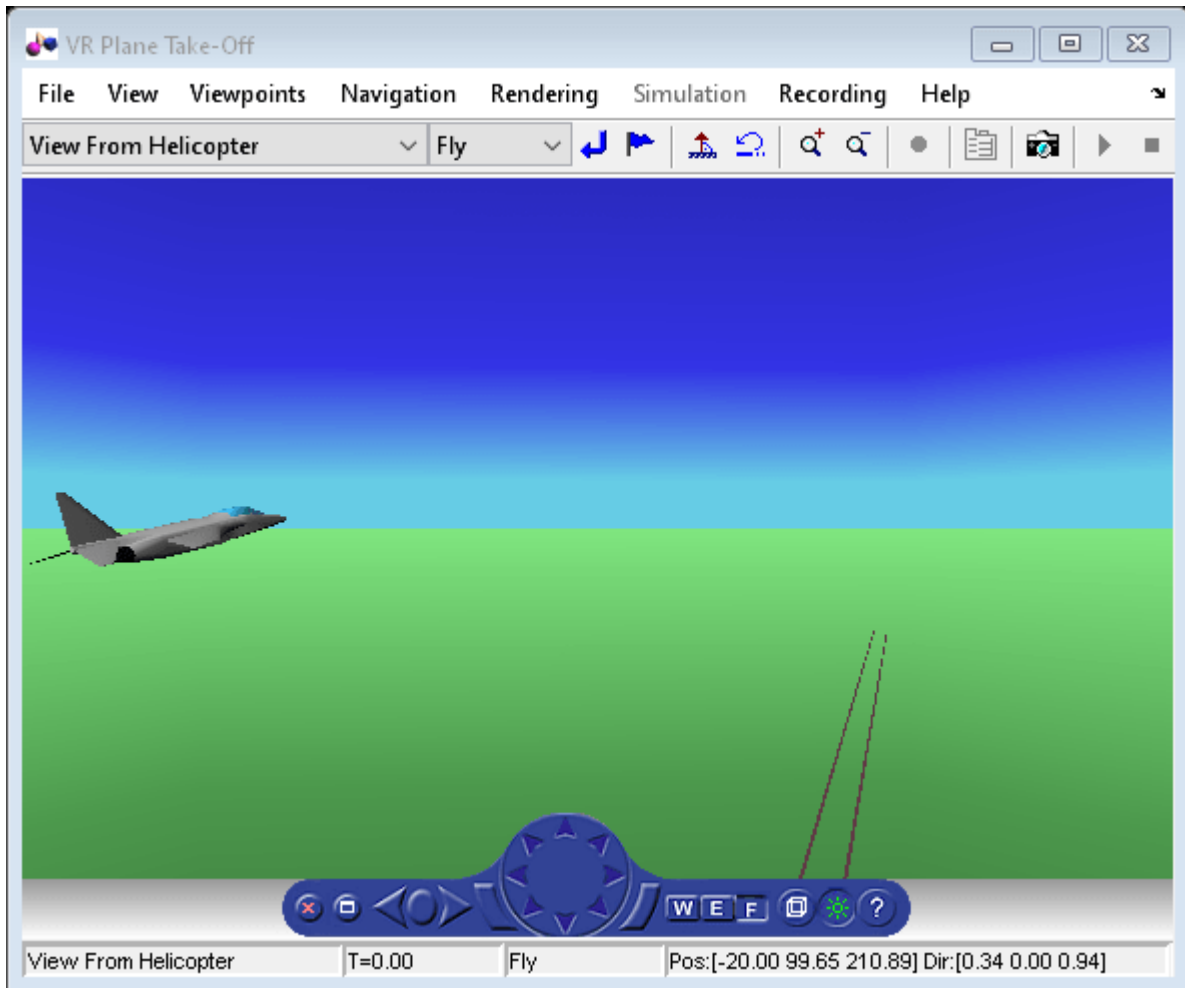 VR Plane Take-Off
File View Viewpoints Navigation Rendering Simulation Recording Help
View From Helicopter Fly
W E F ?
View From Helicopter T=0.00 Fly Pos:[-20.00 99.65 210.89] Dir:[0.34 0.00 0.94]